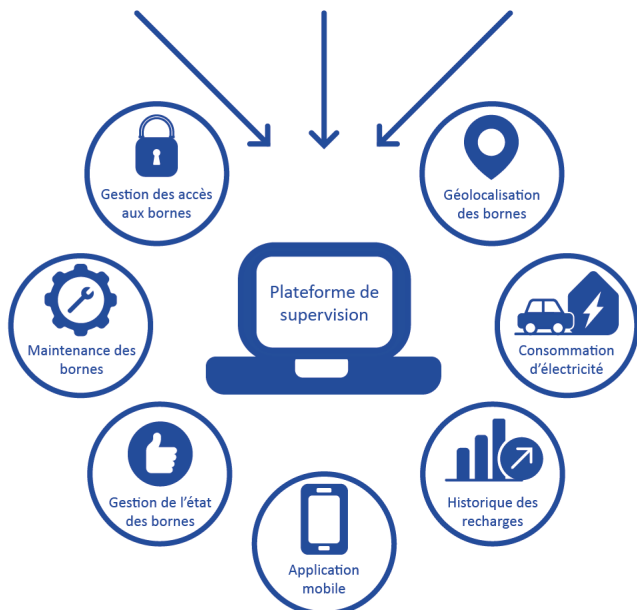 Gestion des accès
aux bornes
Géolocalisation
des bornes
Plateforme de
supervision
Maintenance des
bornes
Consommation
d'électricité
Gestion de l'état
des bornes
Historique des
recharges
Application
mobile